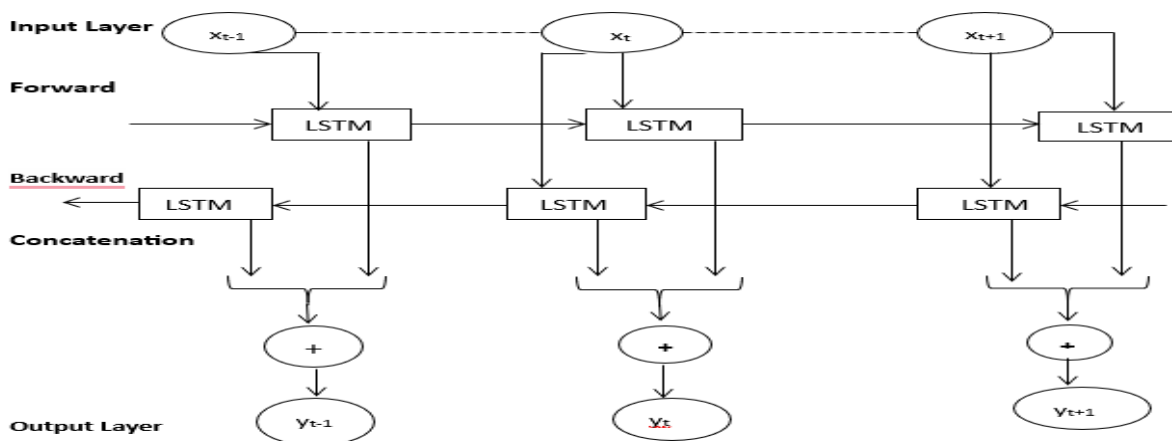 Input Layer xt-1 xt xt+1
Forward
LSTM LSTM LSTM
Backward
LSTM LSTM LSTM
Concatenation
+ + +
Output Layer yt-1 yt yt+1